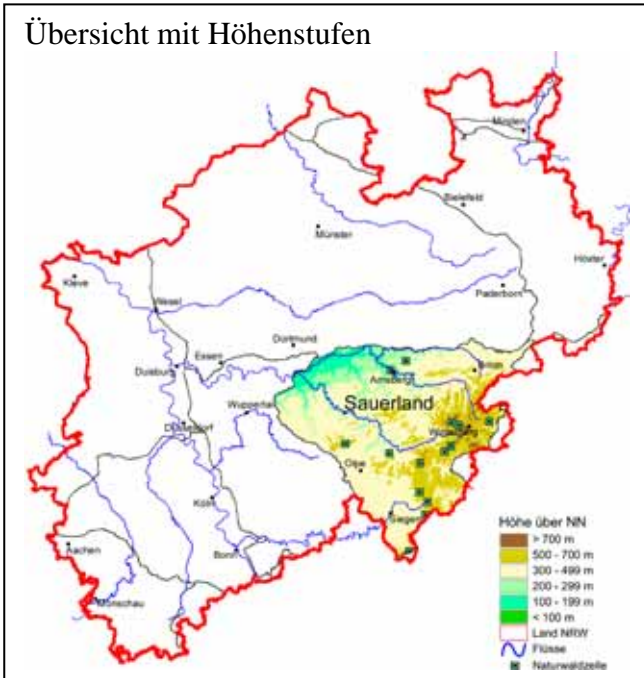 Übersicht mit Höhenstufen
Minden
Bielefeld
Münster
Höxter
Kleve
Paderborn
Wesel
Dortmund
Essen
Duisburg
Brilon
Arnsberg
Sauerland
Wuppertal
Düsseldorf
Winterberg
Olpe
Köln
Siegen
Aachen
Bonn
Monschau
Höhe über NN
> 700 m
500 - 700 m
300 - 499 m
200 - 299 m
100 - 199 m
< 100 m
Land NRW
Flüsse
Naturwaldzelle